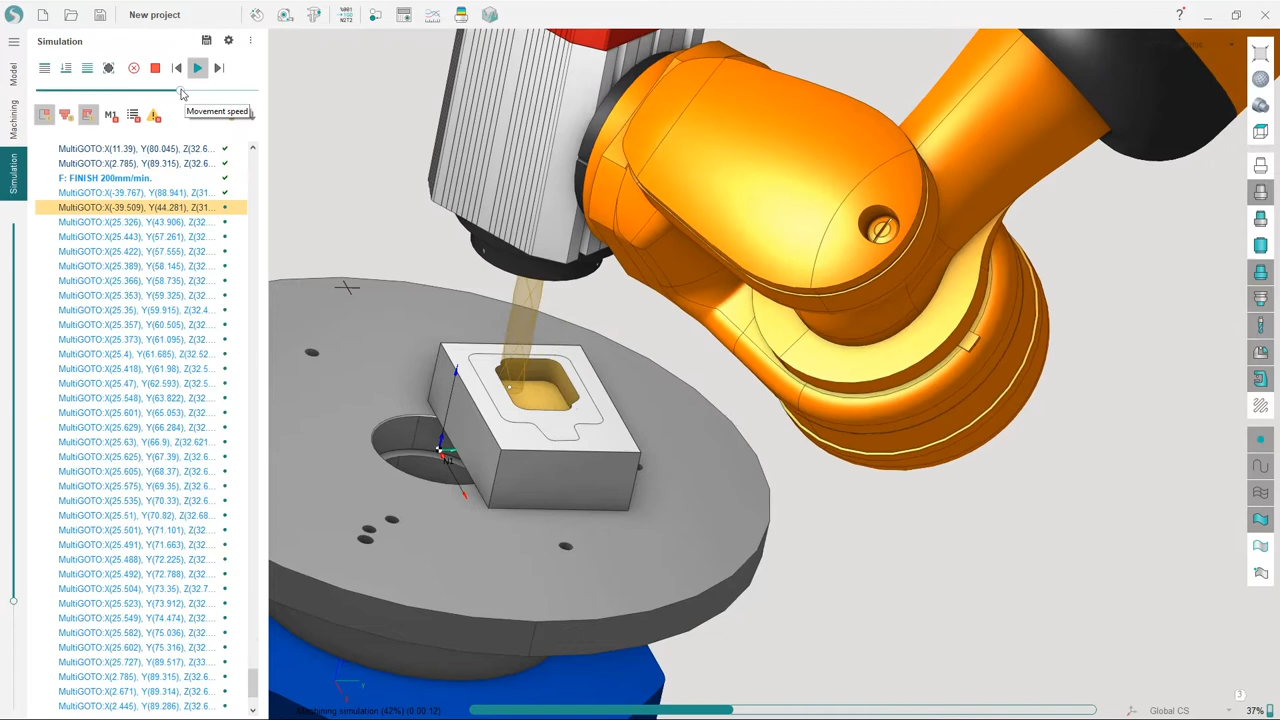 New project
%001
+100
N272
?
Simulation
Model
Machining
Simulation
M1
Movement speed
MultiGOTO:X(11.39), Y(80.045), Z(32.6...
MultiGOTO:X(2.785), Y(89.315), Z(32.6...
F: FINISH 200mm/min.
MultiGOTO:X(-39.767), Y(88.941), Z(31...
MultiGOTO:X(-39.509), Y(44.281), Z(31...
MultiGOTO:X(25.326), Y(43.906), Z(32....
MultiGOTO:X(25.443), Y(57.261), Z(32....
MultiGOTO:X(25.422), Y(57.555), Z(32....
MultiGOTO:X(25.389), Y(58.145), Z(32....
MultiGOTO:X(25.366), Y(58.735), Z(32....
MultiGOTO:X(25.353), Y(59.325), Z(32....
MultiGOTO:X(25.35), Y(59.915), Z(32.4...
MultiGOTO:X(25.357), Y(60.505), Z(32....
MultiGOTO:X(25.373), Y(61.095), Z(32....
MultiGOTO:X(25.4), Y(61.685), Z(32.52...
MultiGOTO:X(25.418), Y(61.98), Z(32.5...
MultiGOTO:X(25.47), Y(62.593), Z(32.5...
MultiGOTO:X(25.548), Y(63.822), Z(32....
MultiGOTO:X(25.601), Y(65.053), Z(32....
MultiGOTO:X(25.629), Y(66.284), Z(32....
MultiGOTO:X(25.63), Y(66.9), Z(32.621...
MultiGOTO:X(25.625), Y(67.39), Z(32.6...
MultiGOTO:X(25.605), Y(68.37), Z(32.6...
MultiGOTO:X(25.575), Y(69.35), Z(32.6...
MultiGOTO:X(25.535), Y(70.33), Z(32.6...
MultiGOTO:X(25.51), Y(70.82), Z(32.68...
MultiGOTO:X(25.501), Y(71.101), Z(32....
MultiGOTO:X(25.491), Y(71.663), Z(32....
MultiGOTO:X(25.488), Y(72.225), Z(32....
MultiGOTO:X(25.492), Y(72.788), Z(32....
MultiGOTO:X(25.504), Y(73.35), Z(32.7...
MultiGOTO:X(25.523), Y(73.912), Z(32....
MultiGOTO:X(25.549), Y(74.474), Z(32....
MultiGOTO:X(25.582), Y(75.036), Z(32....
MultiGOTO:X(25.602), Y(75.316), Z(32....
MultiGOTO:X(25.727), Y(89.517), Z(33....
MultiGOTO:X(2.785), Y(89.315), Z(32.6...
MultiGOTO:X(2.671), Y(89.314), Z(32.6...
MultiGOTO:X(2.445), Y(89.286), Z(32.6...
Machining simulation (42%) (0:00:12)
3
Global CS
37%